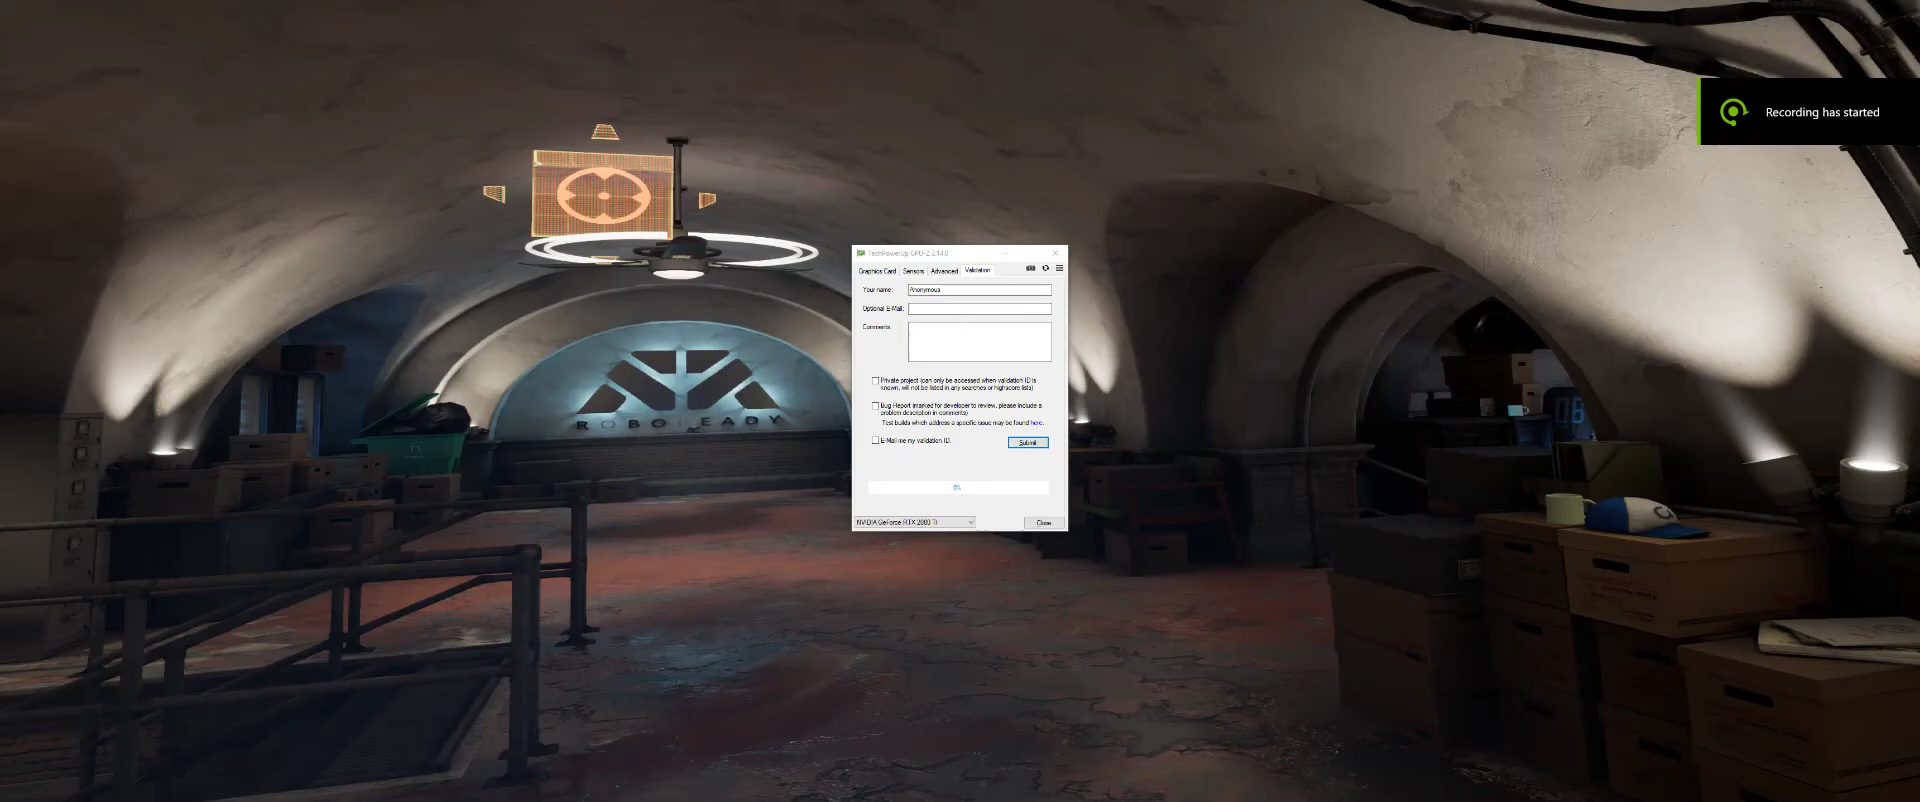 Recording has started
TechPowerUp GPU-Z 2.14.0
Graphics Card Sensors Advanced Validation
Your name: Anonymous
Optional E-Mail:
Comments:
Private project (can only be accessed when validation ID is
known, will not be listed in any searches or highscore lists)
Bug Report (marked for developer to review, please include a
problem description in comments)
Test builds which address a specific issue may be found here.
E-Mail me my validation ID.
Submit
0%
NVIDIA GeForce RTX 2080 Ti
Close
06